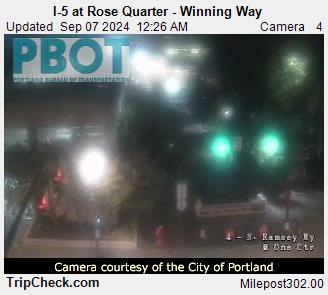 I-5 at Rose Quarter - Winning Way
Updated Sep 07 2024 12:26 AM Camera 4
PBOT
PORTLAND BUREAU OF TRANSPORTATION
4 - N. Ramsey Wy
@ One Ctr
Camera courtesy of the City of Portland
TripCheck.com Milepost302.00